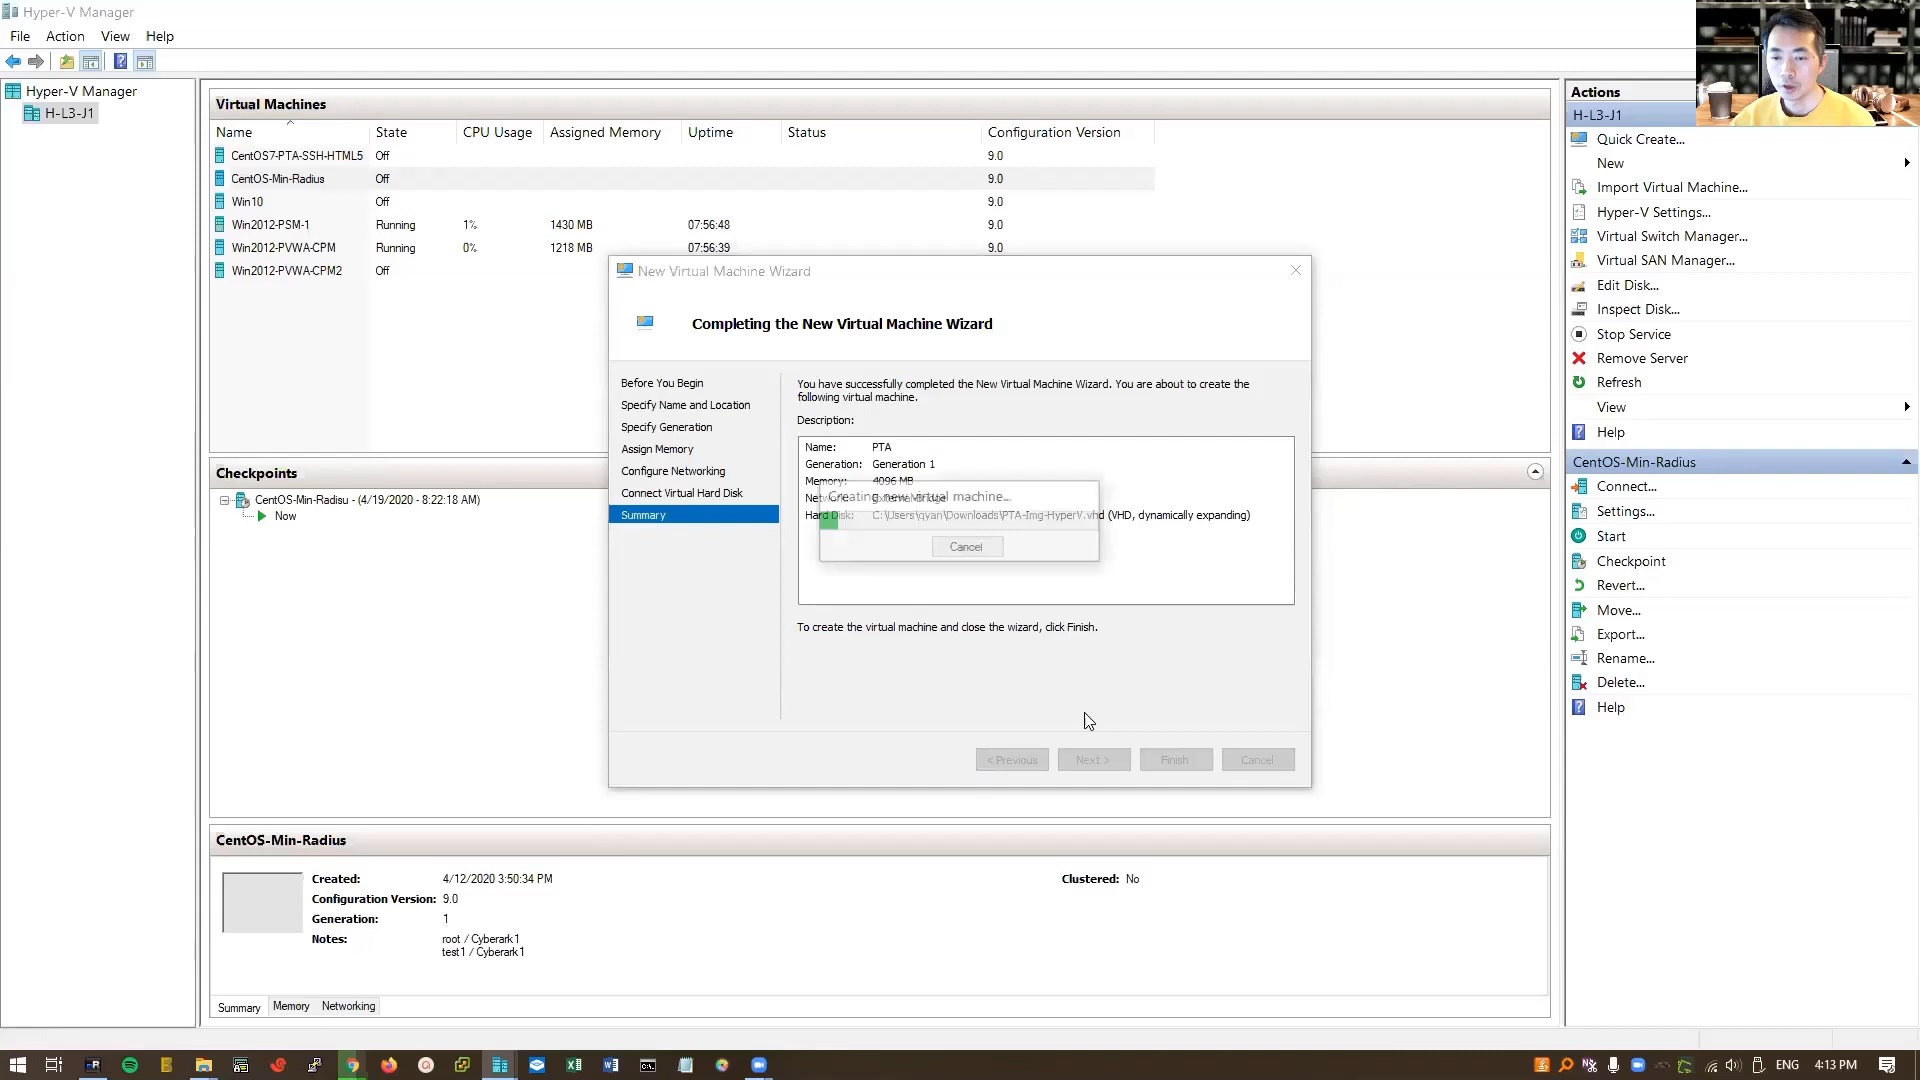 Hyper-V Manager
File Action View Help
Hyper-V Manager
H-L3-J1
Virtual Machines
Name State CPU Usage Assigned Memory Uptime Status Configuration Version
CentOS7-PTA-SSH-HTML5 Off 9.0
CentOS-Min-Radius Off 9.0
Win10 Off 9.0
Win2012-PSM-1 Running 1% 1430 MB 07:56:48 9.0
Win2012-PVWA-CPM Running 0% 1218 MB 07:56:39 9.0
Win2012-PVWA-CPM2 Off
New Virtual Machine Wizard
Completing the New Virtual Machine Wizard
Before You Begin
Specify Name and Location
Specify Generation
Assign Memory
Configure Networking
Connect Virtual Hard Disk
Summary
You have successfully completed the New Virtual Machine Wizard. You are about to create the
following virtual machine.
Description:
Name: PTA
Generation: Generation 1
Memory: 4096 MB
Creating new virtual machine...
Hard Disk: C:\Users\qyan\Downloads\PTA-Img-HyperV.vhd (VHD, dynamically expanding)
Cancel
To create the virtual machine and close the wizard, click Finish.
< Previous Next > Finish Cancel
Checkpoints
CentOS-Min-Radisu - (4/19/2020 - 8:22:18 AM)
Now
CentOS-Min-Radius
Created: 4/12/2020 3:50:34 PM Clustered: No
Configuration Version: 9.0
Generation: 1
Notes: root / Cyberark1
test1 / Cyberark1
Summary Memory Networking
Actions
H-L3-J1
Quick Create...
New
Import Virtual Machine...
Hyper-V Settings...
Virtual Switch Manager...
Virtual SAN Manager...
Edit Disk...
Inspect Disk...
Stop Service
Remove Server
Refresh
View
Help
CentOS-Min-Radius
Connect...
Settings...
Start
Checkpoint
Revert...
Move...
Export...
Rename...
Delete...
Help
ENG 4:13 PM